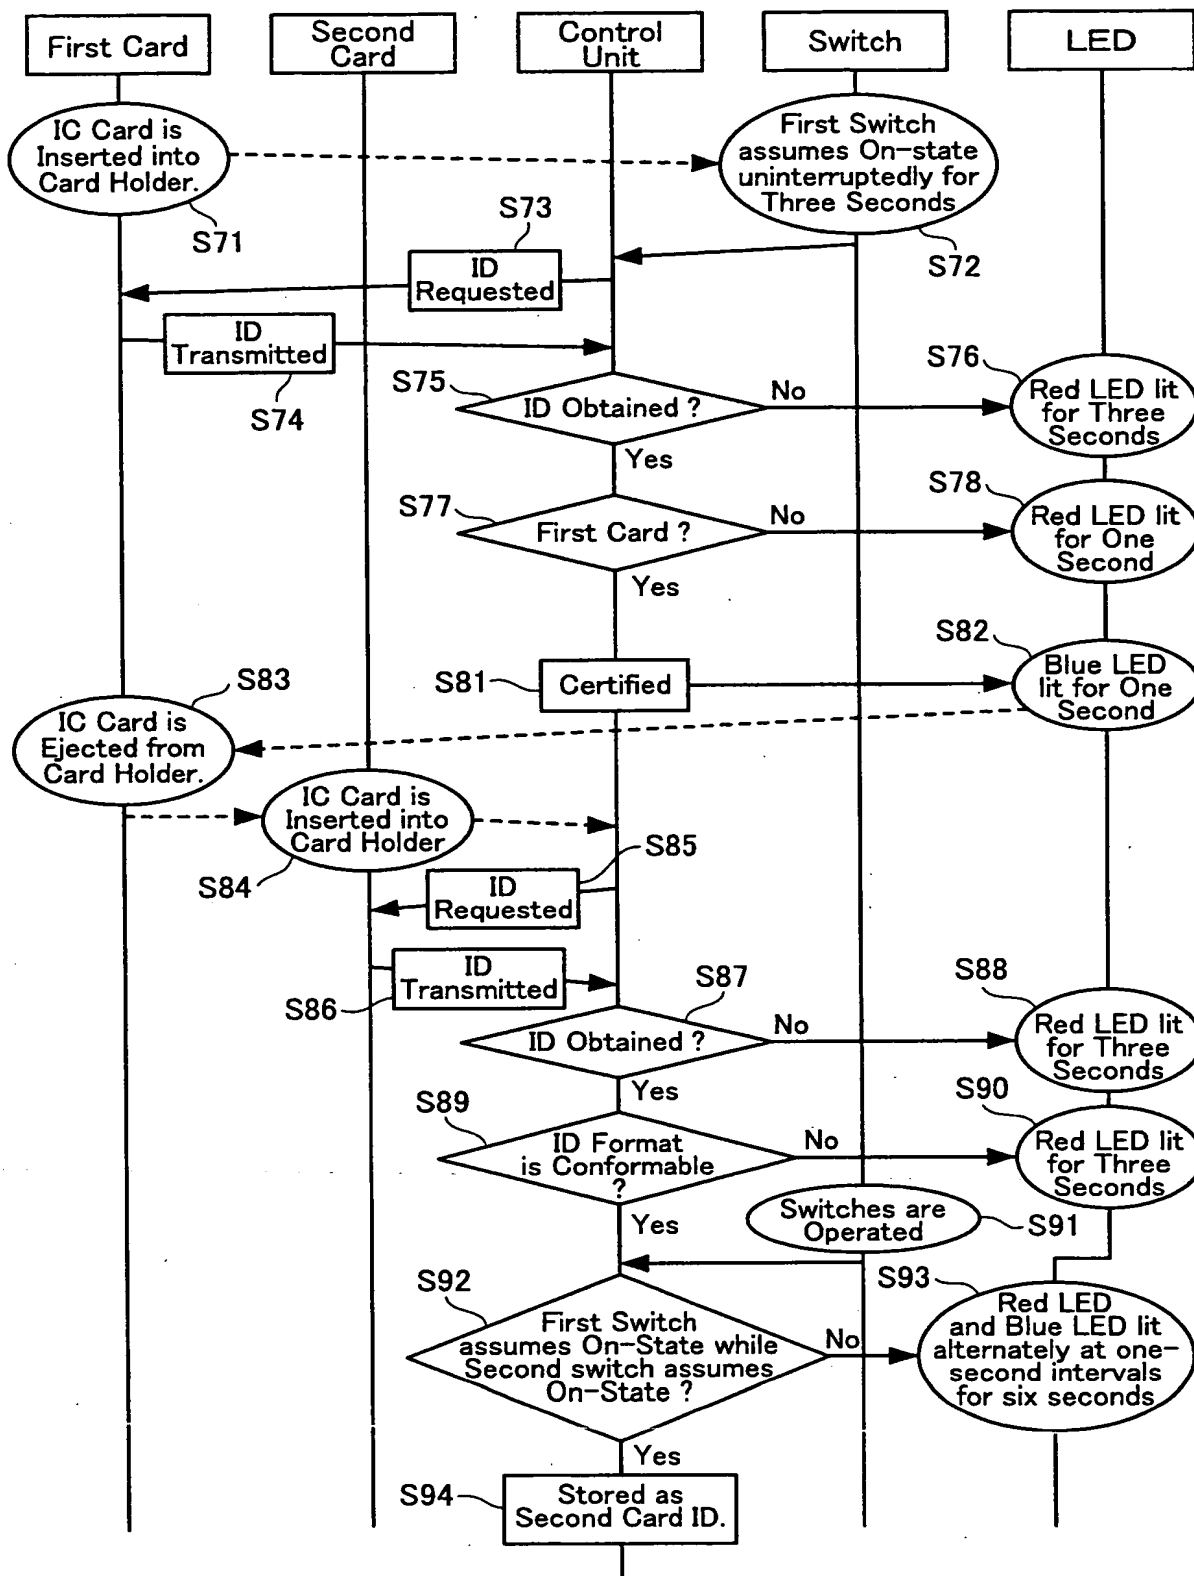 First Card
Second
Card
Control
Unit
Switch
LED
IC Card is
Inserted into
Card Holder.
S71
First Switch
assumes On-state
uninterruptedly for
Three Seconds
S72
S73
ID
Requested
ID
Transmitted
S74
S75
ID Obtained ?
No
Yes
S76
Red LED lit
for Three
Seconds
S77
First Card ?
No
Yes
S78
Red LED lit
for One
Second
S81
Certified
S82
Blue LED
lit for One
Second
S83
IC Card is
Ejected from
Card Holder.
IC Card is
Inserted into
Card Holder
S84
S85
ID
Requested
ID
Transmitted
S86
S87
ID Obtained ?
No
Yes
S88
Red LED lit
for Three
Seconds
S89
ID Format
is Conformable
?
No
Yes
S90
Red LED lit
for Three
Seconds
Switches are
Operated
S91
S92
First Switch
assumes On-State while
Second switch assumes
On-State ?
No
Yes
S93
Red LED
and Blue LED lit
alternately at one-
second intervals
for six seconds
S94
Stored as
Second Card ID.